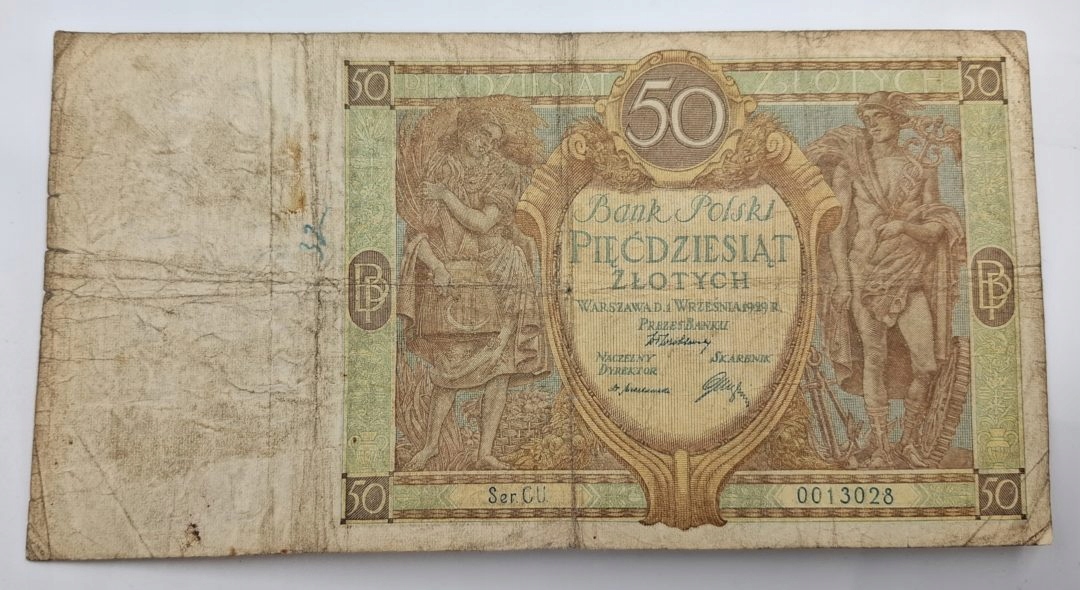 50 PIĘĆDZIESIĄT 50 ZŁOTYCH 50
Bank Polski
PIĘĆDZIESIĄT
ZŁOTYCH
WARSZAWA D. 1 WRZEŚNIA 1929 R.
PREZES BANKU
NACZELNY SKARBNIK
DYREKTOR
BP BP
50 Ser. CU. 0013028 50